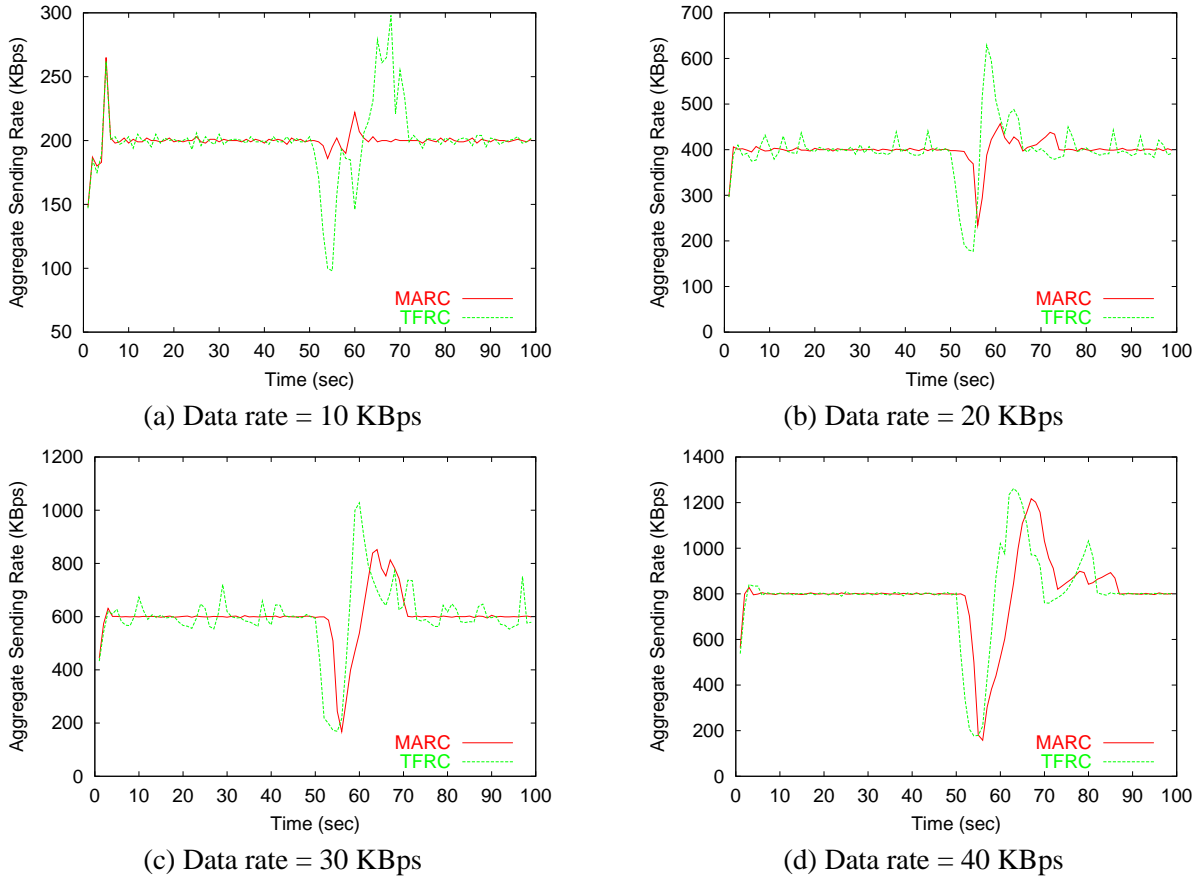 300
250
200
150
100
50
0 10 20 30 40 50 60 70 80 90 100
Aggregate Sending Rate (KBps)
Time (sec)
MARC
TFRC
(a) Data rate = 10 KBps
700
600
500
400
300
200
100
0
0 10 20 30 40 50 60 70 80 90 100
Aggregate Sending Rate (KBps)
Time (sec)
MARC
TFRC
(b) Data rate = 20 KBps
1200
1000
800
600
400
200
0
0 10 20 30 40 50 60 70 80 90 100
Aggregate Sending Rate (KBps)
Time (sec)
MARC
TFRC
(c) Data rate = 30 KBps
1400
1200
1000
800
600
400
200
0
0 10 20 30 40 50 60 70 80 90 100
Aggregate Sending Rate (KBps)
Time (sec)
MARC
TFRC
(d) Data rate = 40 KBps